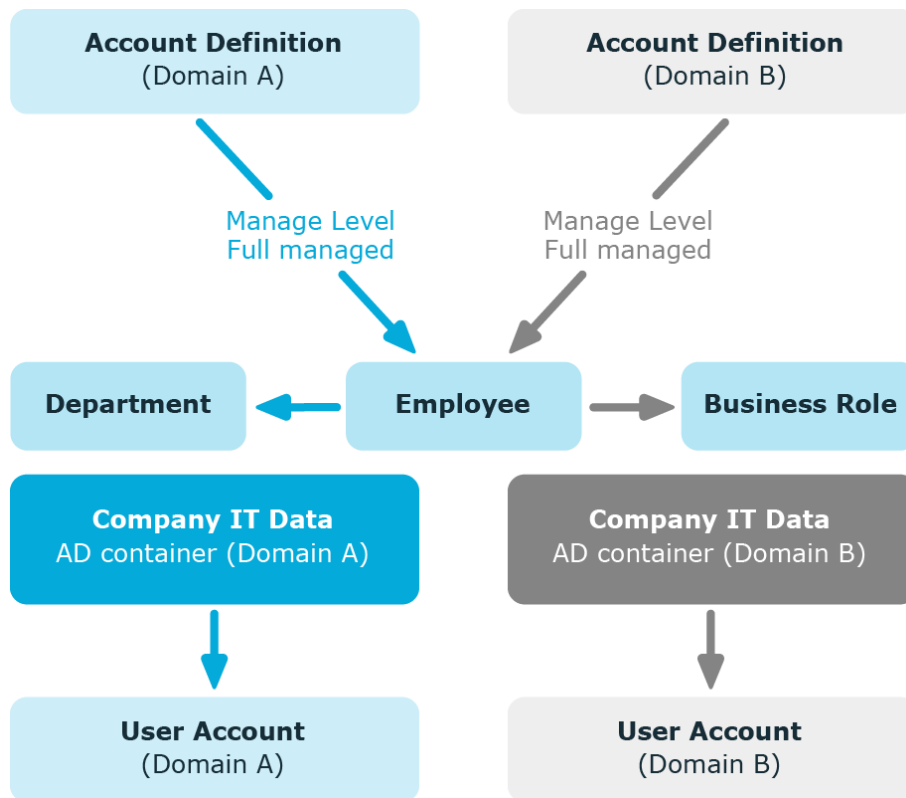 Account Definition
(Domain A)
Account Definition
(Domain B)
Manage Level
Full managed
Manage Level
Full managed
Department
Employee
Business Role
Company IT Data
AD container (Domain A)
Company IT Data
AD container (Domain B)
User Account
(Domain A)
User Account
(Domain B)